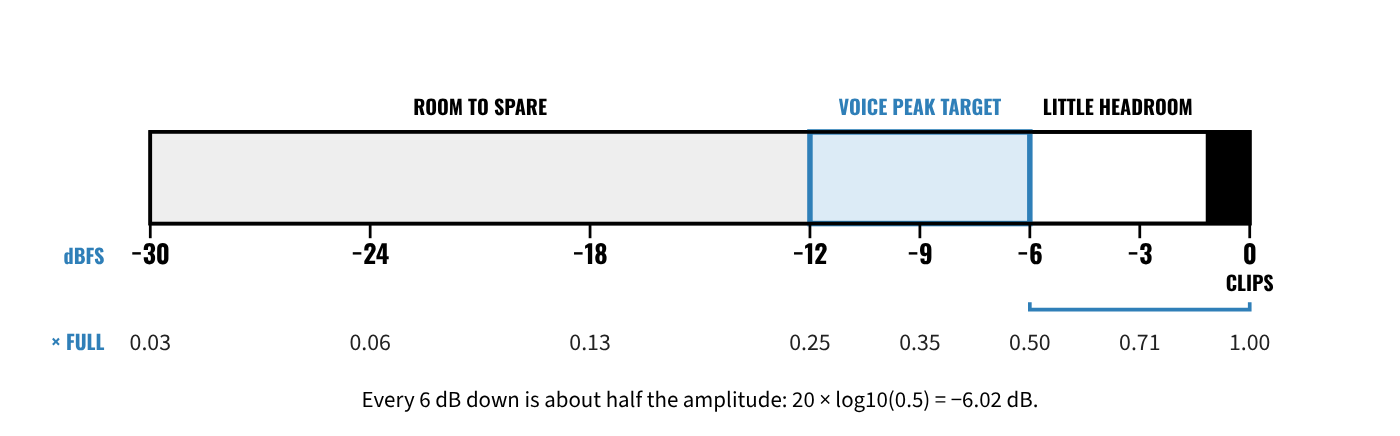 ROOM TO SPARE VOICE PEAK TARGET LITTLE HEADROOM
dBFS −30 −24 −18 −12 −9 −6 −3 0
CLIPS
× FULL 0.03 0.06 0.13 0.25 0.35 0.50 0.71 1.00
Every 6 dB down is about half the amplitude: 20 × log10(0.5) = −6.02 dB.